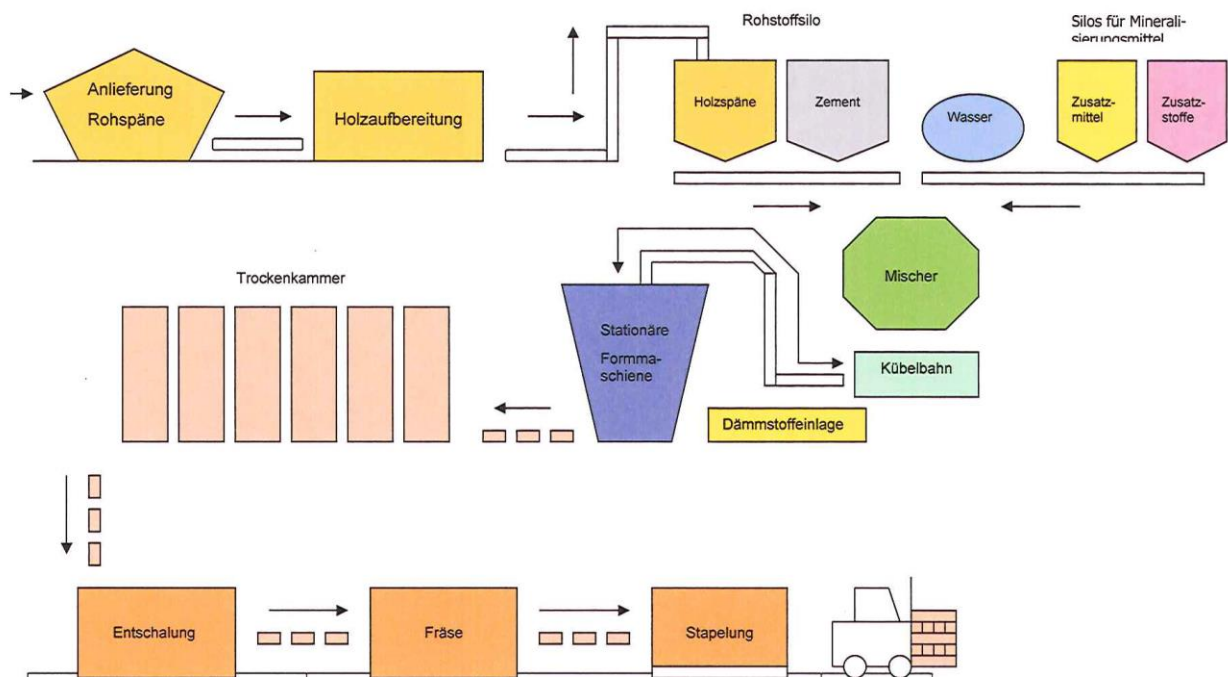 Rohstoffsilo
Silos für Minerali-
sierungsmittel
Anlieferung
Rohspäne
Holzaufbereitung
Holzspäne
Zement
Wasser
Zusatz-
mittel
Zusatz-
stoffe
Mischer
Trockenkammer
Stationäre
Formma-
schiene
Kübelbahn
Dämmstoffeinlage
Entschalung
Fräse
Stapelung